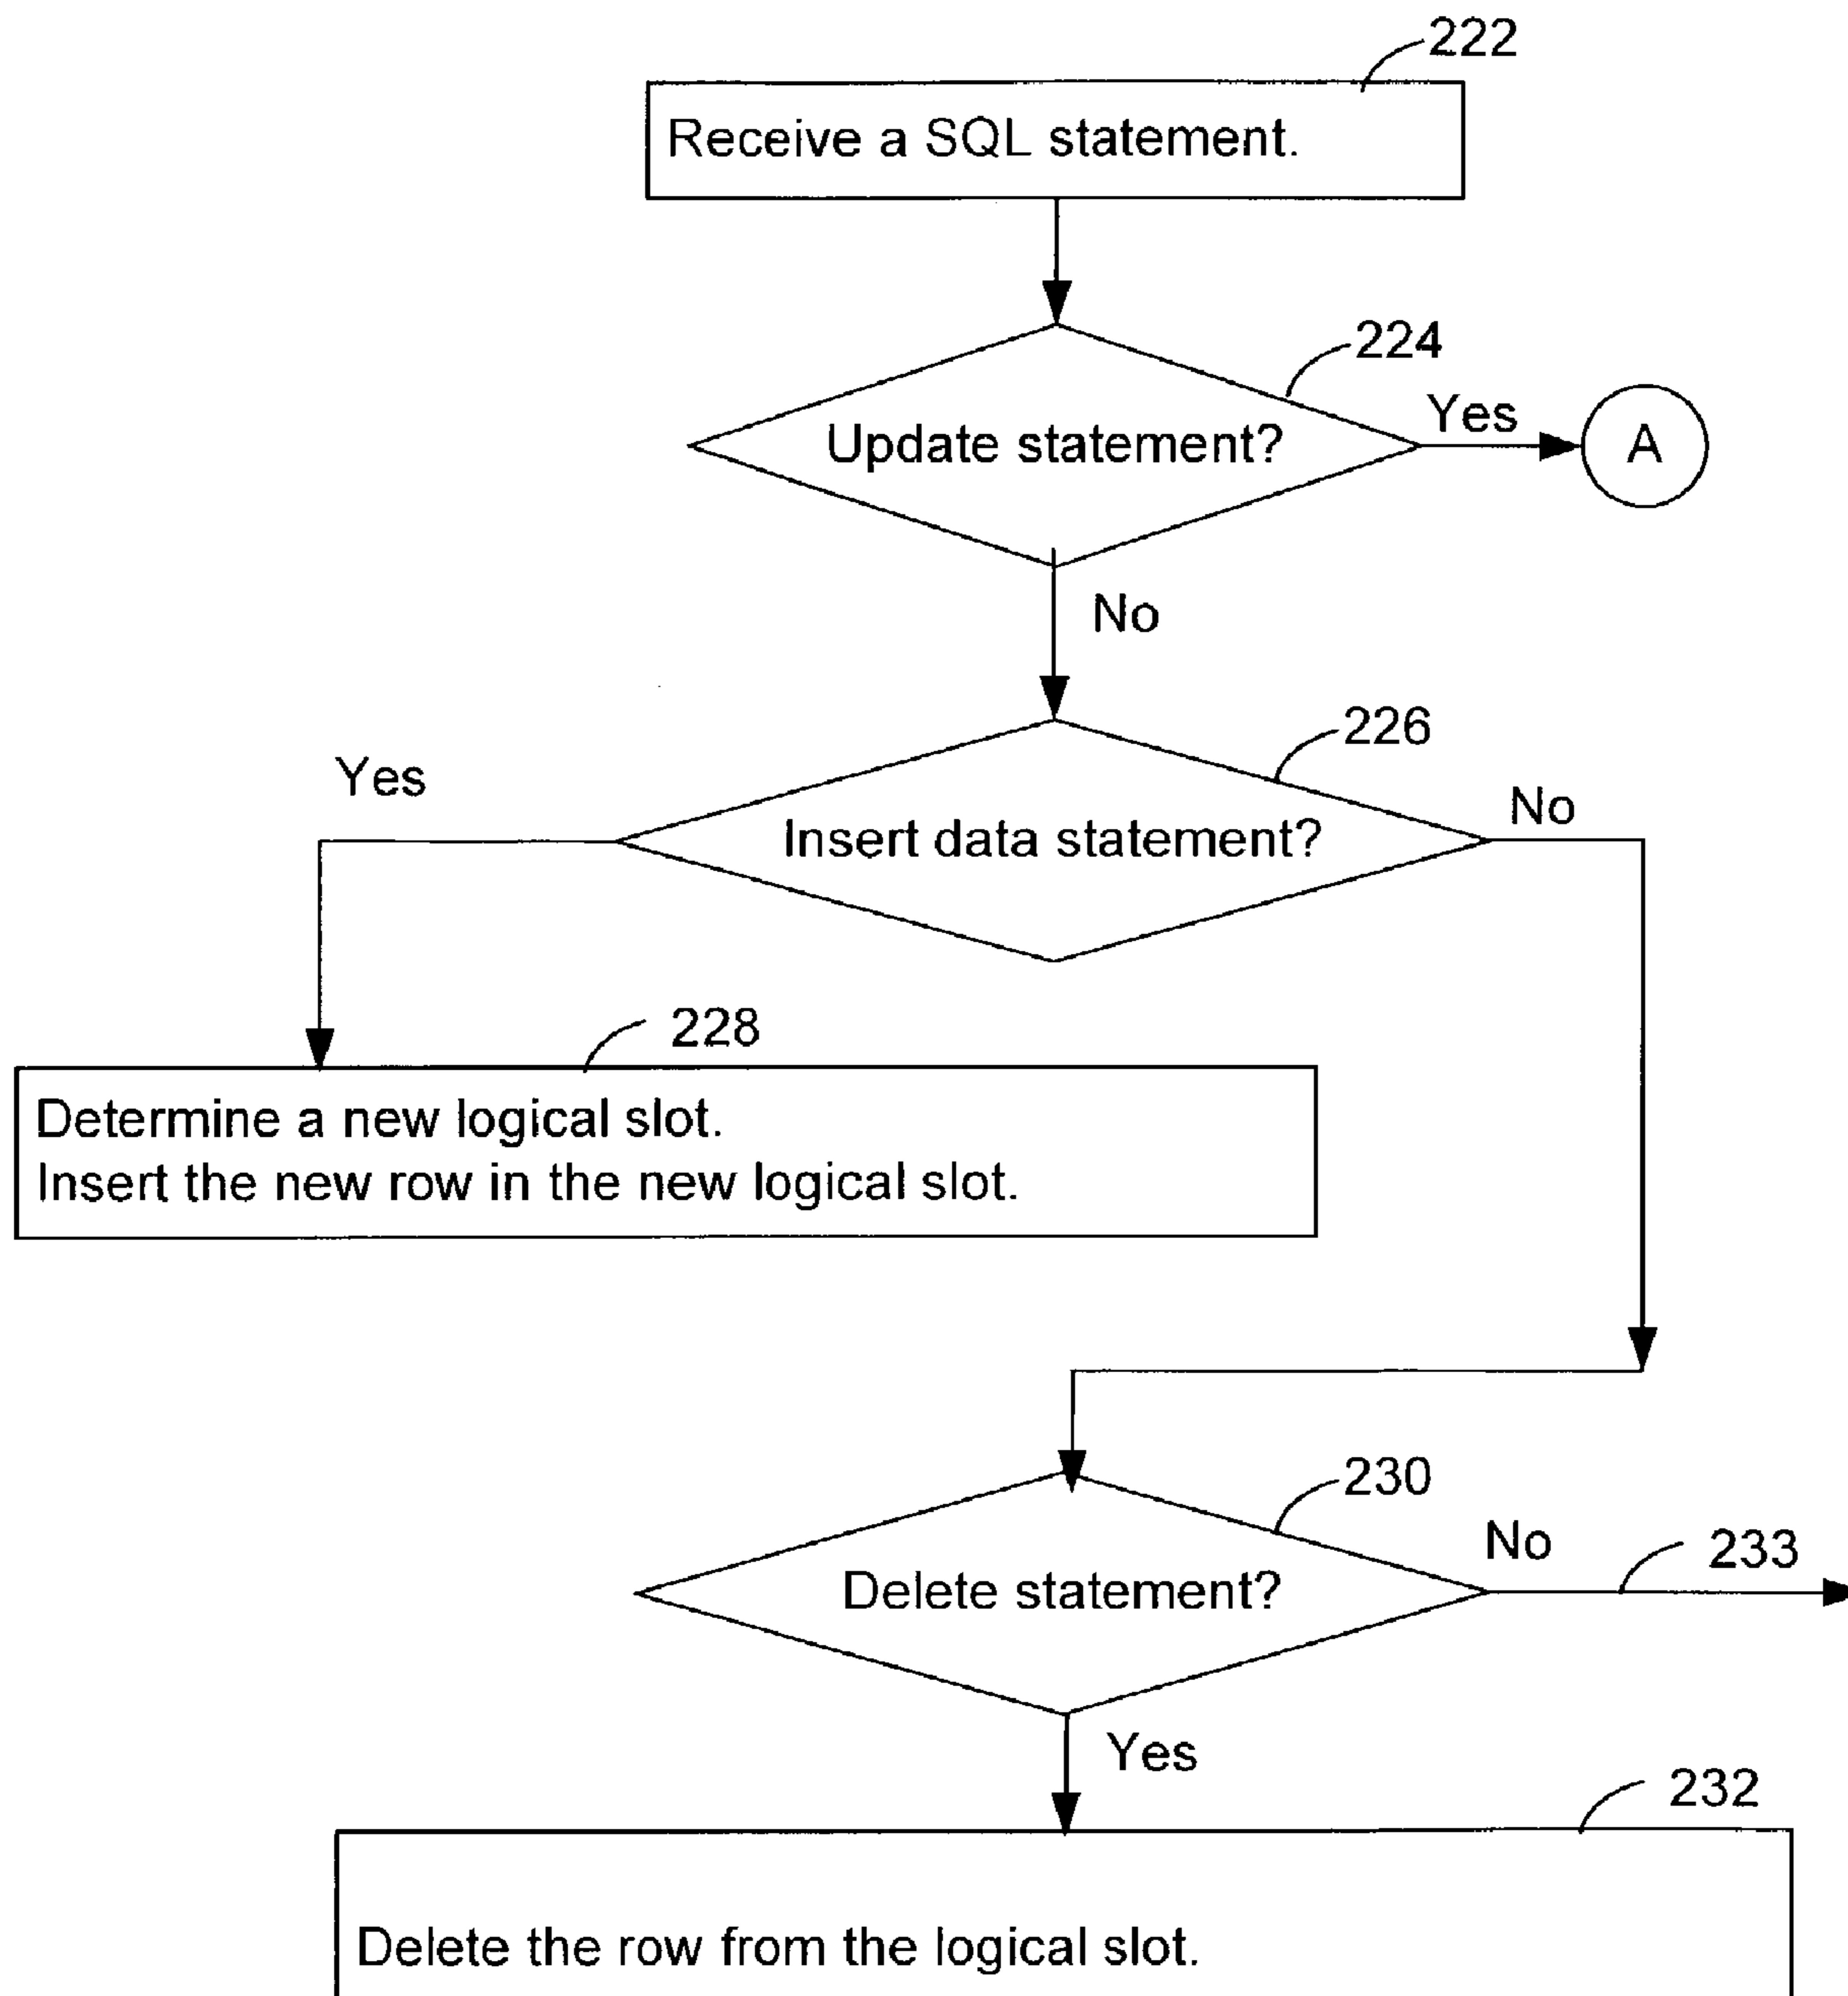 222
Receive a SQL statement.
224
Update statement?
Yes
A
No
226
Yes
Insert data statement?
No
228
Determine a new logical slot.
Insert the new row in the new logical slot.
230
No
233
Delete statement?
Yes
232
Delete the row from the logical slot.